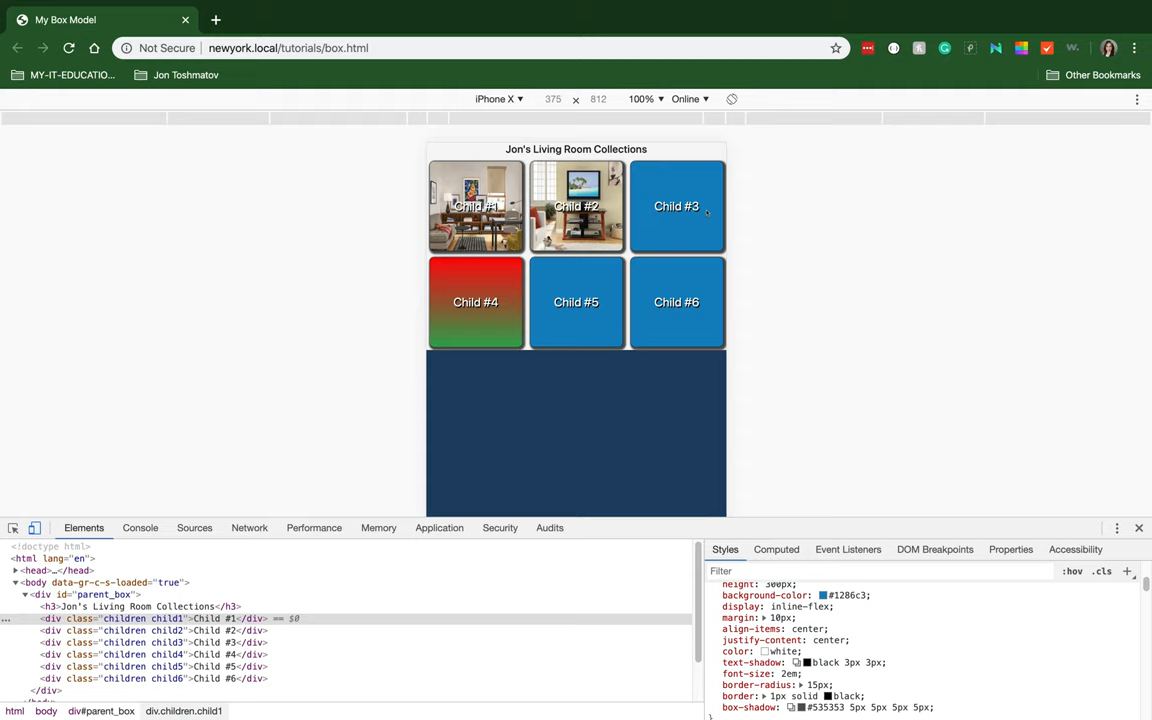 My Box Model
Not Secure newyork.local/tutorials/box.html
MY-IT-EDUCATIO... Jon Toshmatov Other Bookmarks
iPhone X ▼ 375 × 812 100% ▼ Online ▼
Jon's Living Room Collections
Child #1 Child #2 Child #3
Child #4 Child #5 Child #6
Elements Console Sources Network Performance Memory Application Security Audits
<!doctype html>
<html lang="en">
<head>…</head>
<body data-gr-c-s-loaded="true">
<div id="parent_box">
<h3>Jon's Living Room Collections</h3>
... <div class="children child1">Child #1</div> == $0
<div class="children child2">Child #2</div>
<div class="children child3">Child #3</div>
<div class="children child4">Child #4</div>
<div class="children child5">Child #5</div>
<div class="children child6">Child #6</div>
</div>
html body div#parent_box div.children.child1
Styles Computed Event Listeners DOM Breakpoints Properties Accessibility
Filter :hov .cls +
height: 300px;
background-color: #1286c3;
display: inline-flex;
margin: 10px;
align-items: center;
justify-content: center;
color: white;
text-shadow: black 3px 3px;
font-size: 2em;
border-radius: 15px;
border: 1px solid black;
box-shadow: #535353 5px 5px 5px 5px;
}